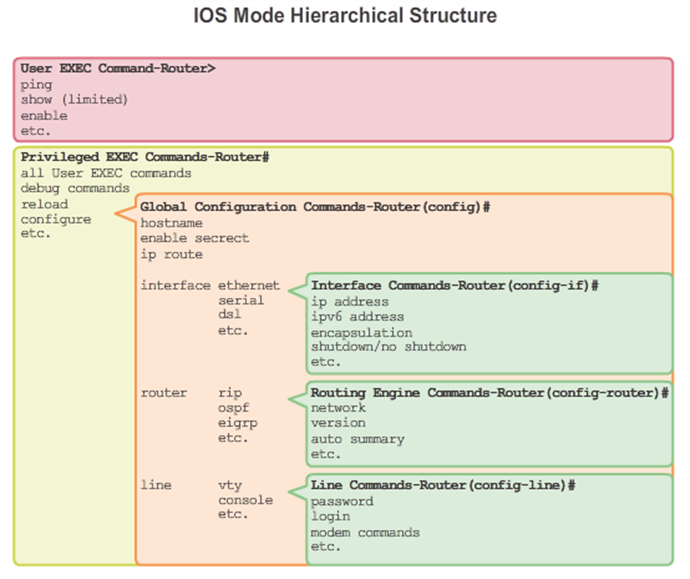 IOS Mode Hierarchical Structure
User EXEC Command-Router>
ping
show (limited)
enable
etc.
Privileged EXEC Commands-Router#
all User EXEC commands
debug commands
reload
configure
etc.
Global Configuration Commands-Router(config)#
hostname
enable secrect
ip route
interface ethernet
serial
dsl
etc.
Interface Commands-Router(config-if)#
ip address
ipv6 address
encapsulation
shutdown/no shutdown
etc.
router rip
ospf
eigrp
etc.
Routing Engine Commands-Router(config-router)#
network
version
auto summary
etc.
line vty
console
etc.
Line Commands-Router(config-line)#
password
login
modem commands
etc.